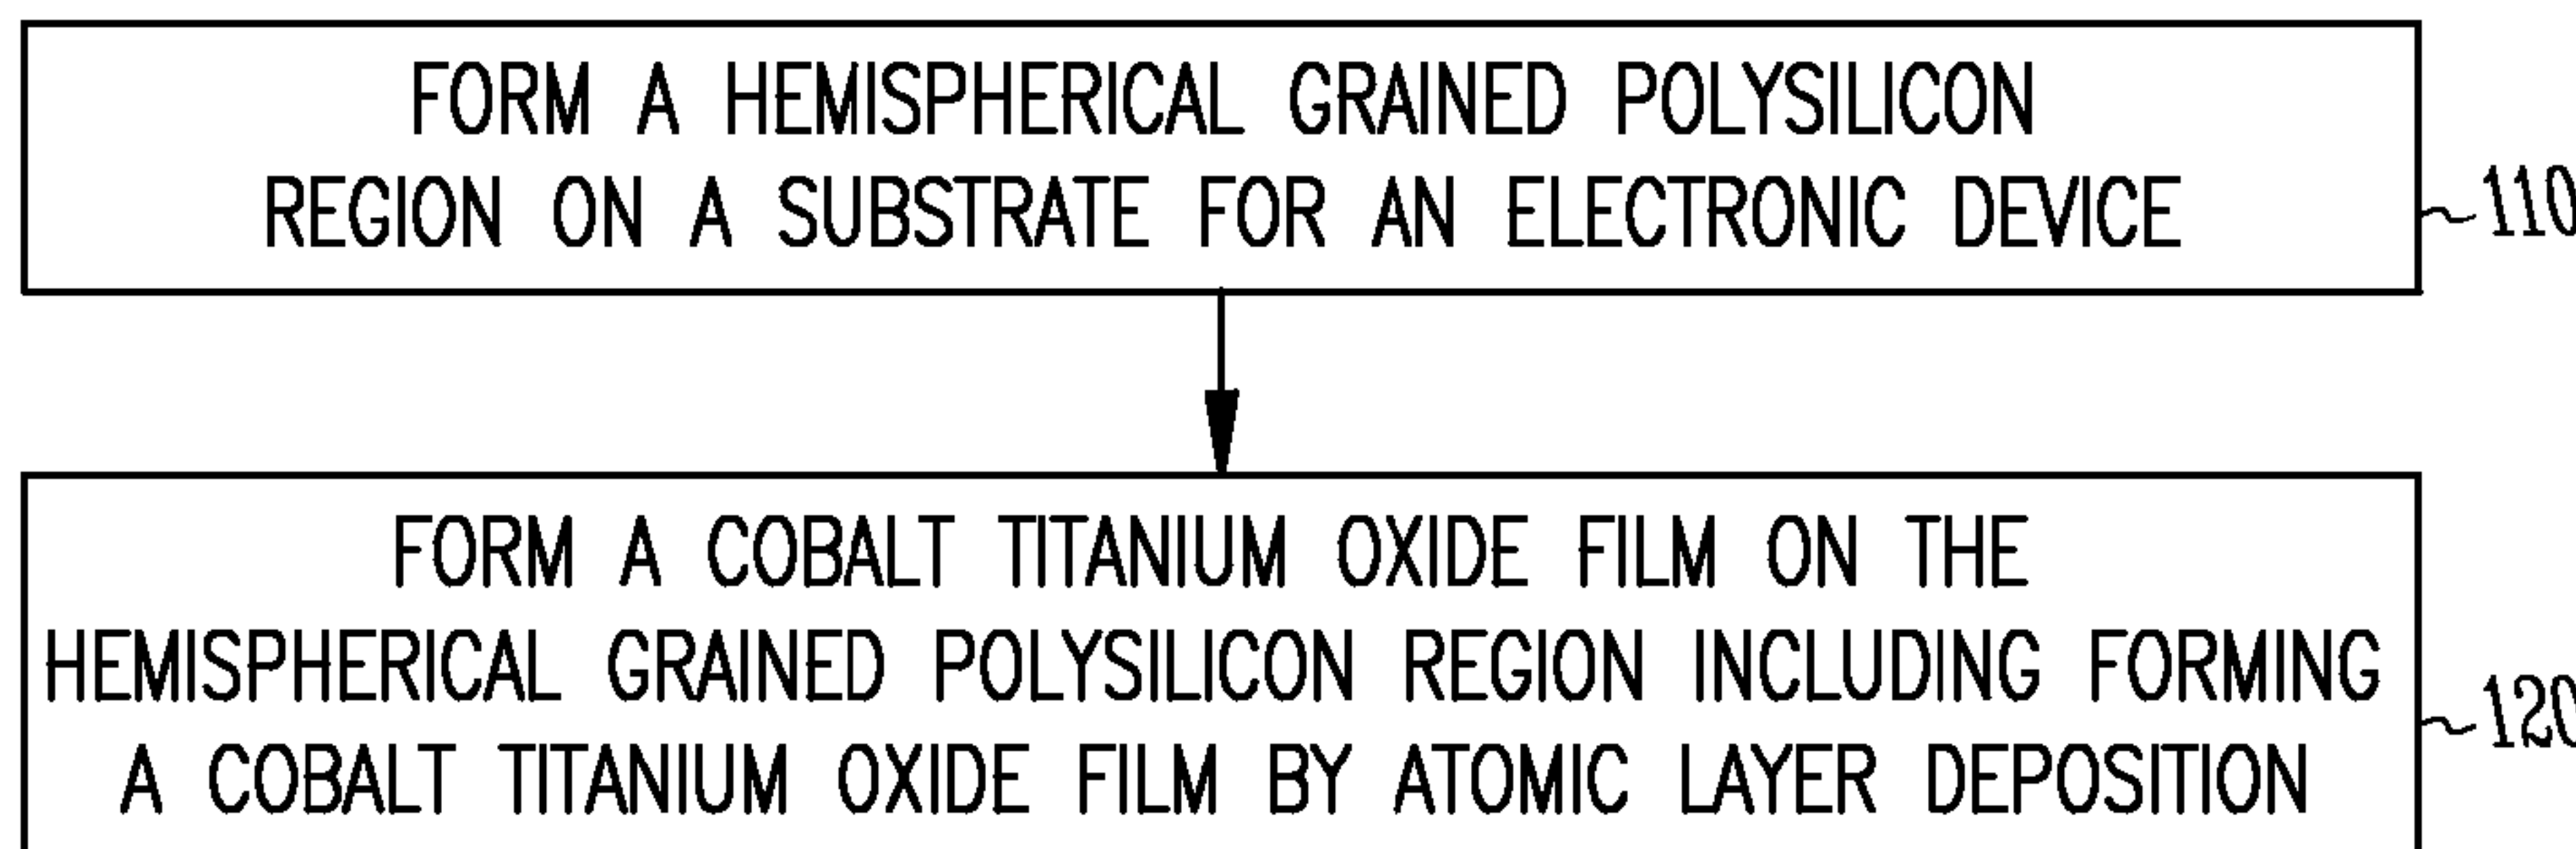 FORM A HEMISPHERICAL GRAINED POLYSILICON
REGION ON A SUBSTRATE FOR AN ELECTRONIC DEVICE
110
FORM A COBALT TITANIUM OXIDE FILM ON THE
HEMISPHERICAL GRAINED POLYSILICON REGION INCLUDING FORMING
A COBALT TITANIUM OXIDE FILM BY ATOMIC LAYER DEPOSITION
120